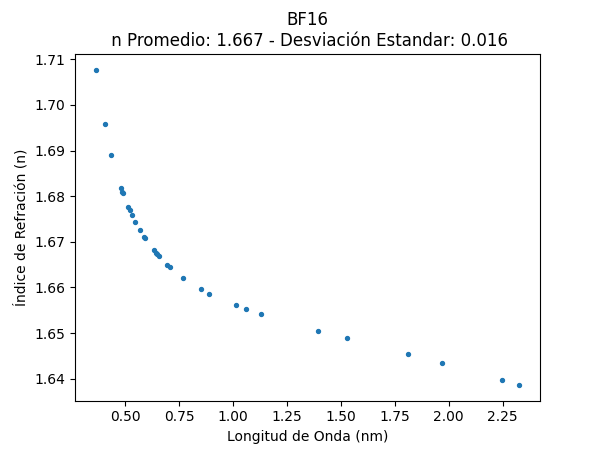 BF16
n Promedio: 1.667 - Desviación Estandar: 0.016
1.71
1.70
1.69
1.68
1.67
1.66
1.65
1.64
Índice de Refración (n)
0.50 0.75 1.00 1.25 1.50 1.75 2.00 2.25
Longitud de Onda (nm)